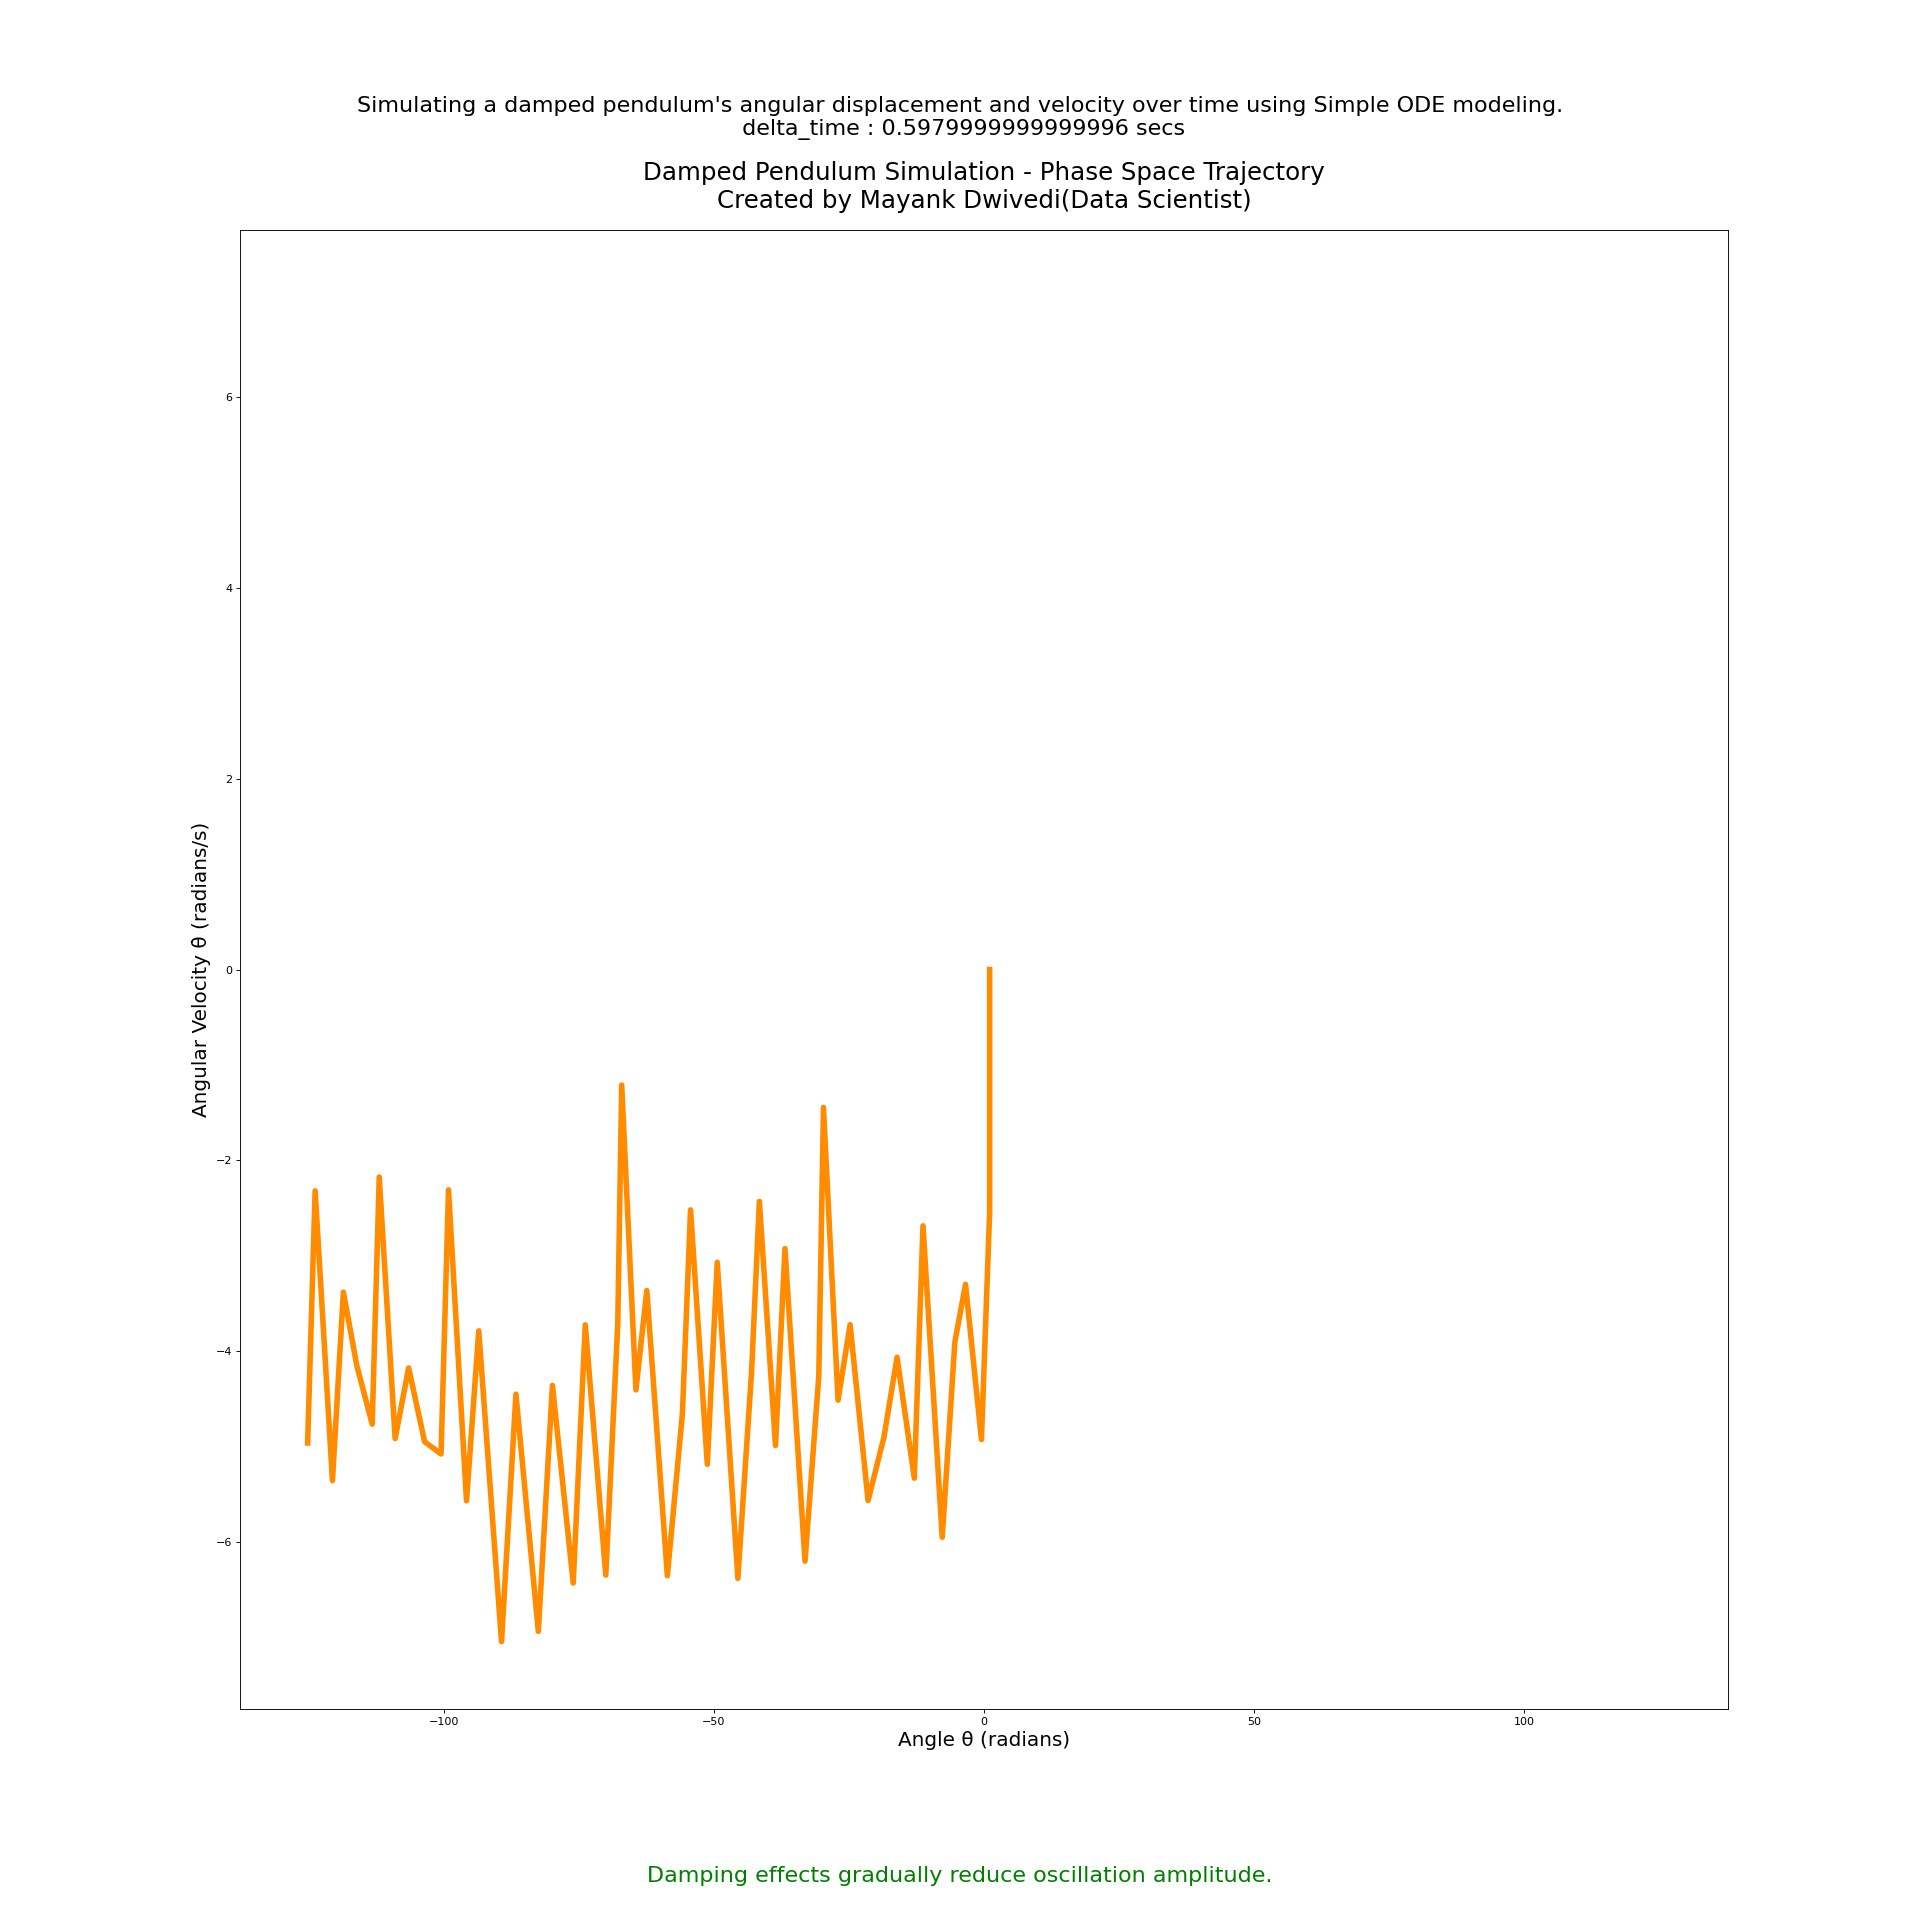 Simulating a damped pendulum's angular displacement and velocity over time using Simple ODE modeling.
delta_time : 0.5979999999999996 secs
Damped Pendulum Simulation - Phase Space Trajectory
Created by Mayank Dwivedi(Data Scientist)
6
4
2
0
−2
−4
−6
Angular Velocity θ (radians/s)
−100
−50
0
50
100
Angle θ (radians)
Damping effects gradually reduce oscillation amplitude.